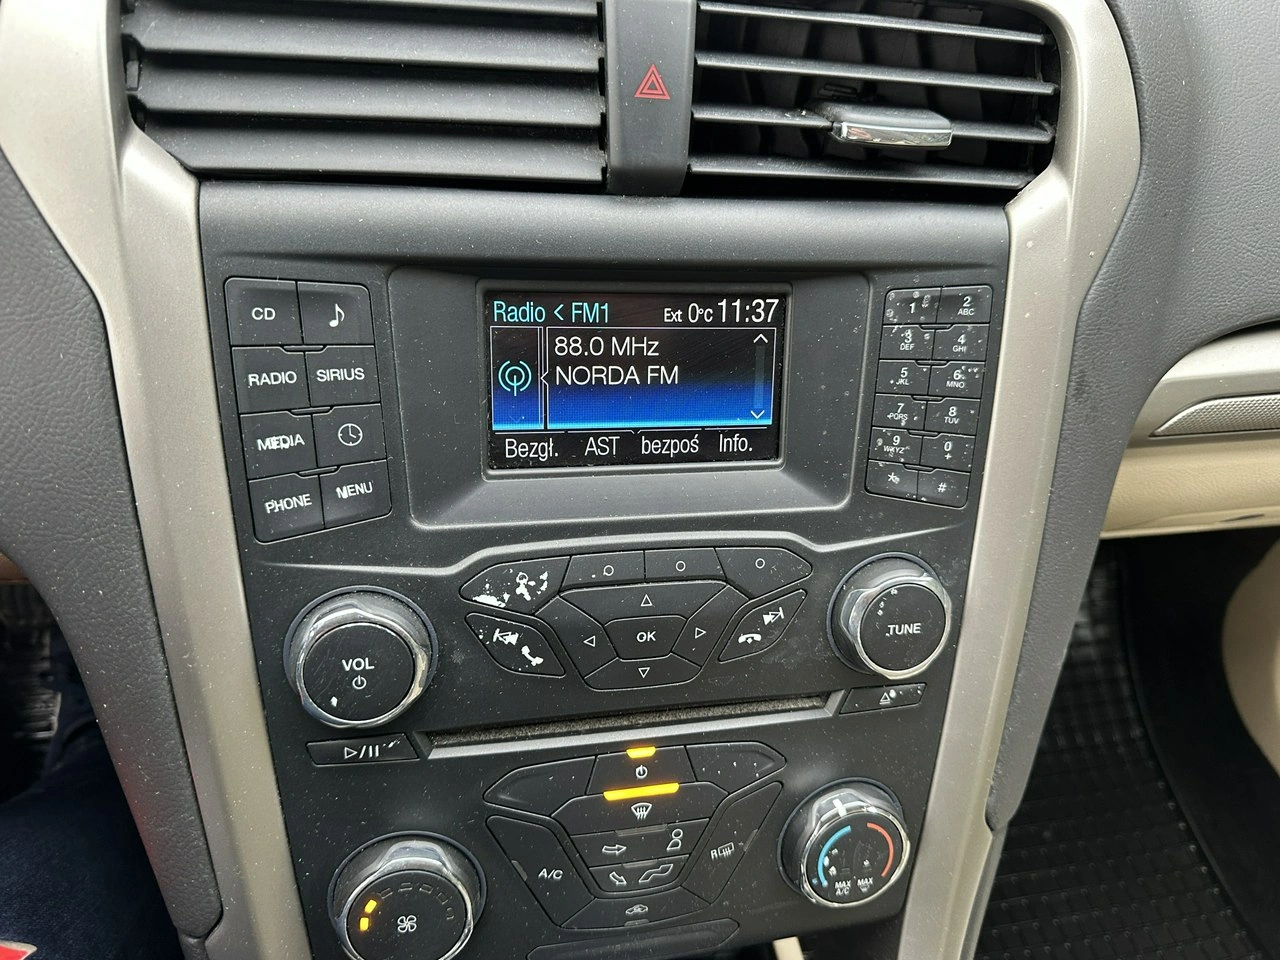 Radio < FM1 Ext 0°C 11:37
88.0 MHz
NORDA FM
Bezgł. AST bezpoś Info.
CD
RADIO SIRIUS
MEDIA
PHONE MENU
1 2 ABC
3 DEF 4 GHI
5 JKL 6 MNO
7 PQRS 8 TUV
9 WXYZ 0 +
* #
OK
VOL
TUNE
A/C
R
MAX A/C MAX